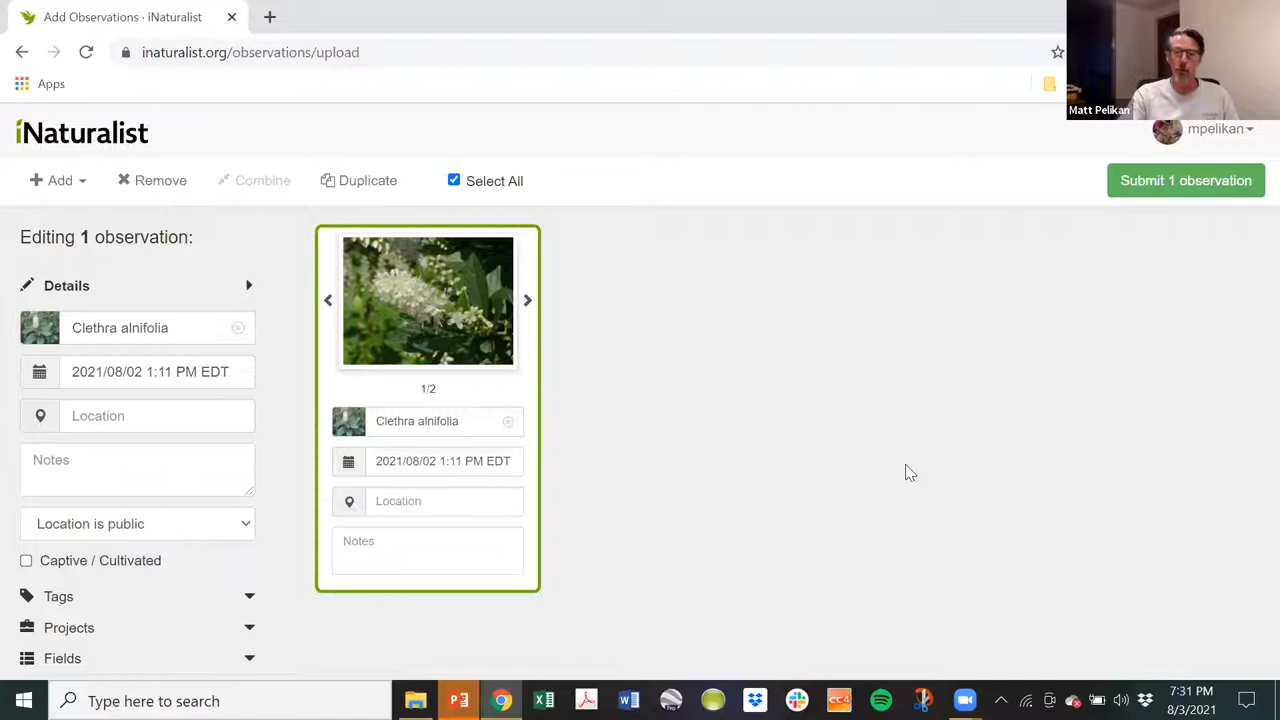 Add Observations · iNaturalist
inaturalist.org/observations/upload
Apps
Matt Pelikan
iNaturalist
mpelikan
Add
Remove
Combine
Duplicate
Select All
Submit 1 observation
Editing 1 observation:
Details
Clethra alnifolia
2021/08/02 1:11 PM EDT
Location
Notes
Location is public
Captive / Cultivated
Tags
Projects
Fields
1/2
Clethra alnifolia
2021/08/02 1:11 PM EDT
Location
Notes
Type here to search
CC4
7:31 PM
8/3/2021